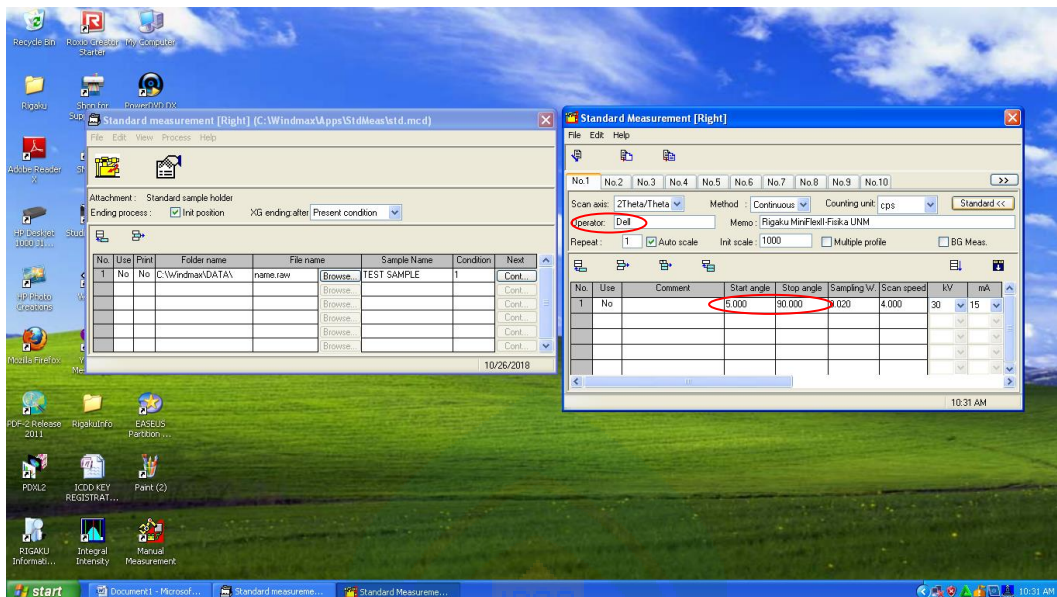 Recycle Bin
Roxio Creator Starter
My Computer
Rigaku
Shop for
PowerDVD DX
Adobe Reader X
HP Deskjet 1000 J1...
HP Photo Creations
Mozilla Firefox
PDF-2 Release 2011
RigakuInfo
EASEUS Partition ...
PDXL2
ICDD KEY REGISTRAT...
Paint (2)
RIGAKU Informati...
Integral Intensity
Manual Measurement
Standard measurement [Right] (C:\Windmax\Apps\StdMeas\std.mcd)
File Edit View Process Help
Attachment : Standard sample holder
Ending process : Init position XG ending:after Present condition
No. Use Print Folder name File name Sample Name Condition Next
1 No No C:\Windmax\DATA\ name.raw Browse... TEST SAMPLE 1 Cont...
Browse... Cont...
Browse... Cont...
Browse... Cont...
Browse... Cont...
Browse... Cont...
10/26/2018
Standard Measurement [Right]
File Edit Help
No.1 No.2 No.3 No.4 No.5 No.6 No.7 No.8 No.9 No.10 >>
Scan axis: 2Theta/Theta Method : Continuous Counting unit: cps Standard <<
Operator: Dell Memo : Rigaku MiniFlexII-Fisika UNM
Repeat : 1 Auto scale Init scale : 1000 Multiple profile BG Meas.
No. Use Comment Start angle Stop angle Sampling W. Scan speed kV mA
1 No 5.000 90.000 0.020 4.000 30 15
10:31 AM
start
Document1 - Microsof...
Standard measureme...
Standard Measureme...
10:31 AM